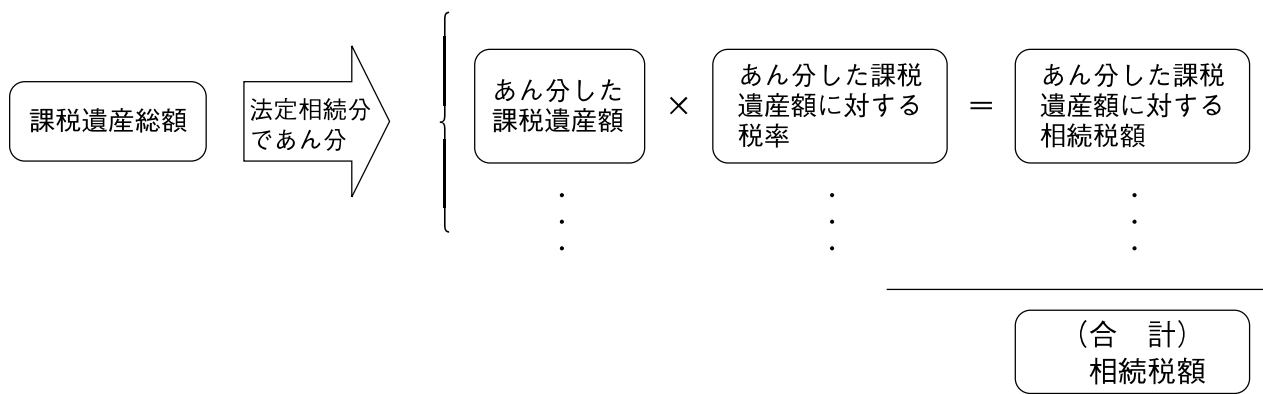 課税遺産総額
法定相続分
であん分
あん分した
課税遺産額
×
あん分した課税
遺産額に対する
税率
＝
あん分した課税
遺産額に対する
相続税額
（合　計）
相続税額